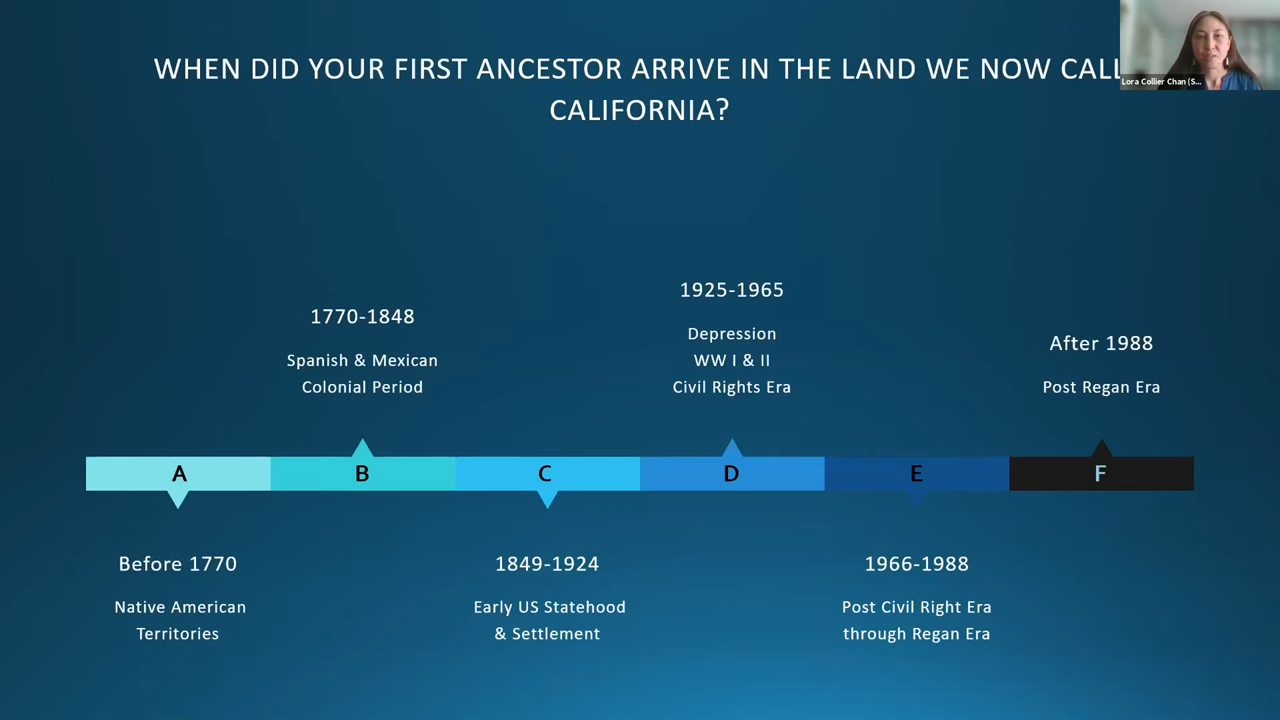 WHEN DID YOUR FIRST ANCESTOR ARRIVE IN THE LAND WE NOW CALL
CALIFORNIA?
Lora Collier Chan (S...
1925-1965
Depression
WW I & II
Civil Rights Era
1770-1848
Spanish & Mexican
Colonial Period
After 1988
Post Regan Era
A
B
C
D
E
F
Before 1770
Native American
Territories
1849-1924
Early US Statehood
& Settlement
1966-1988
Post Civil Right Era
through Regan Era